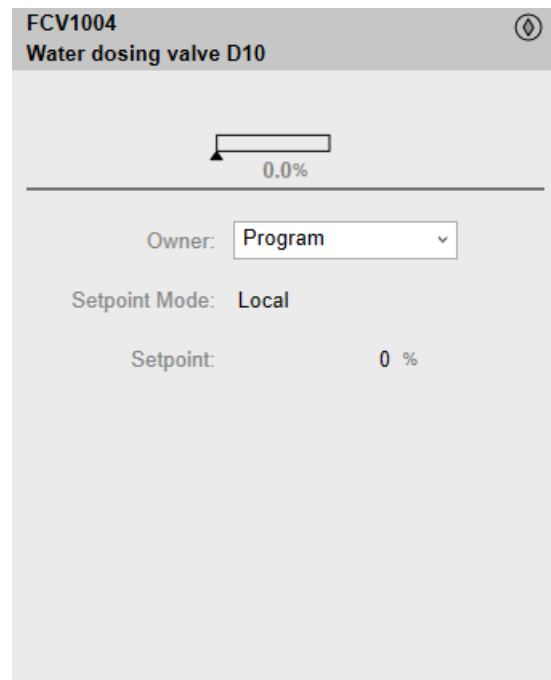 FCV1004
Water dosing valve D10
0.0%
Owner: Program
Setpoint Mode: Local
Setpoint: 0 %